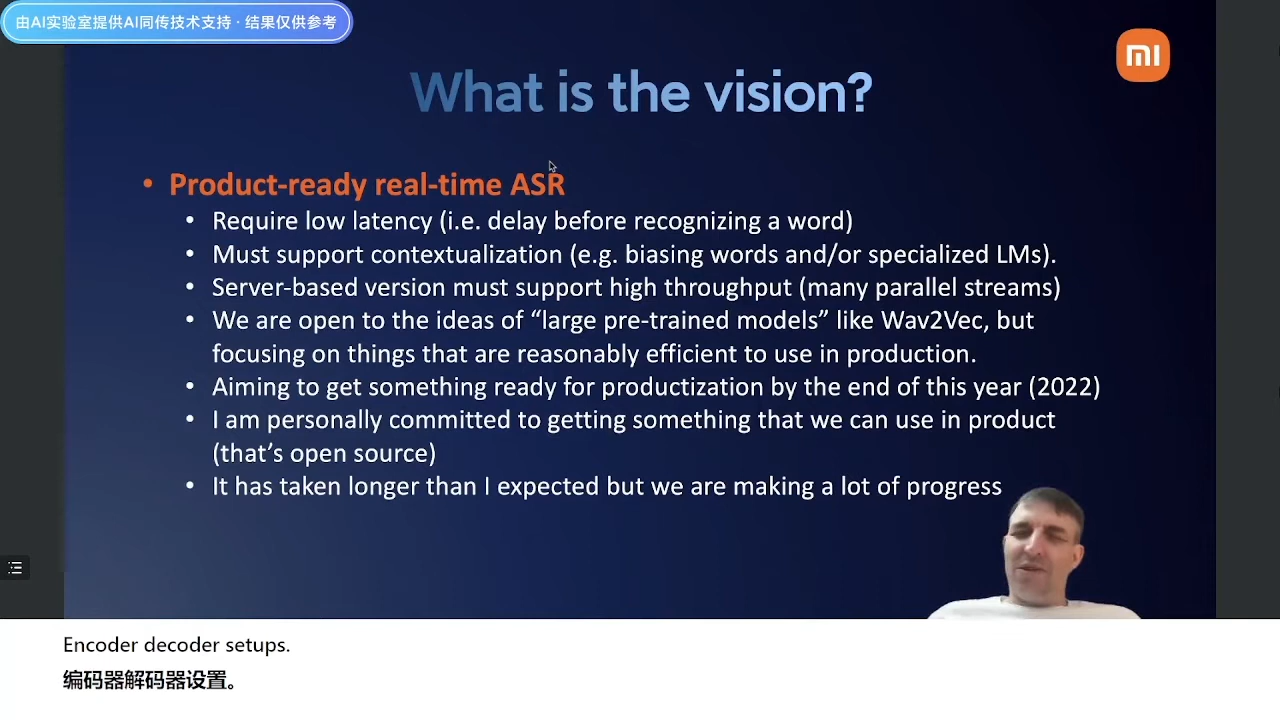 由AI实验室提供AI同传技术支持 · 结果仅供参考
mi
What is the vision?
• Product-ready real-time ASR
• Require low latency (i.e. delay before recognizing a word)
• Must support contextualization (e.g. biasing words and/or specialized LMs).
• Server-based version must support high throughput (many parallel streams)
• We are open to the ideas of “large pre-trained models” like Wav2Vec, but
focusing on things that are reasonably efficient to use in production.
• Aiming to get something ready for productization by the end of this year (2022)
• I am personally committed to getting something that we can use in product
(that’s open source)
• It has taken longer than I expected but we are making a lot of progress
Encoder decoder setups.
编码器解码器设置。